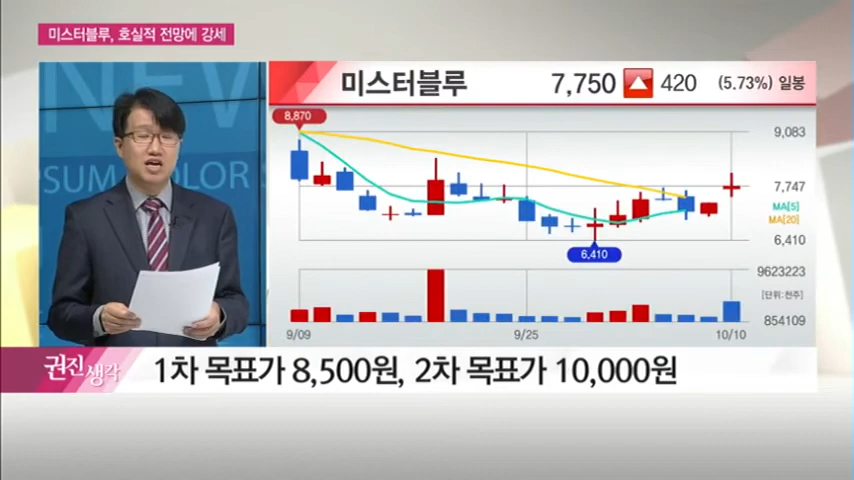 미스터블루, 호실적 전망에 강세
NEW
PSUM DOLOR S
미스터블루 7,750 420 (5.73%) 일봉
8,870
9,083
7,747
MA[5]
MA[20]
6,410
6,410
9623223
[단위:천주]
854109
9/09 9/25 10/10
권진생각 1차 목표가 8,500원, 2차 목표가 10,000원